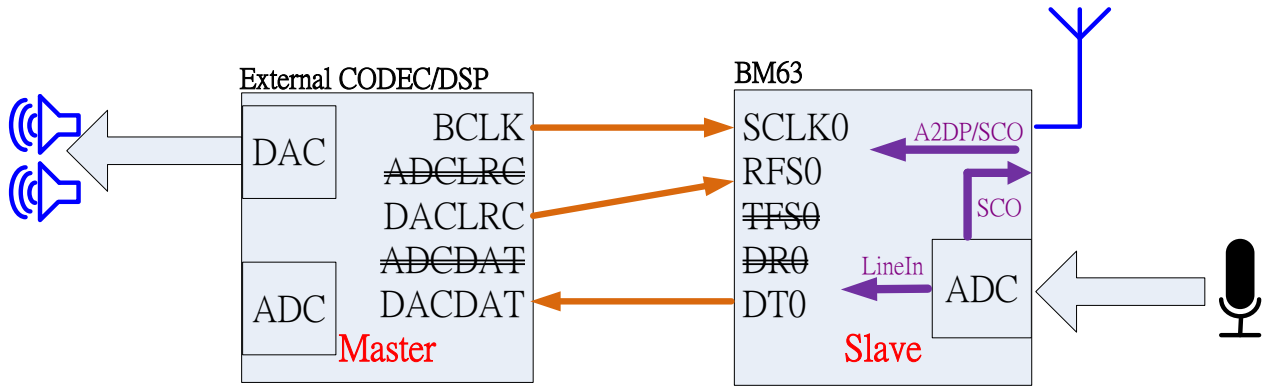 External CODEC/DSP
DAC
BCLK
ADCLRC
DACLRC
ADCDAT
DACDAT
ADC
Master
BM63
SCLK0
RFS0
TFS0
DR0
DT0
A2DP/SCO
SCO
LineIn
ADC
Slave